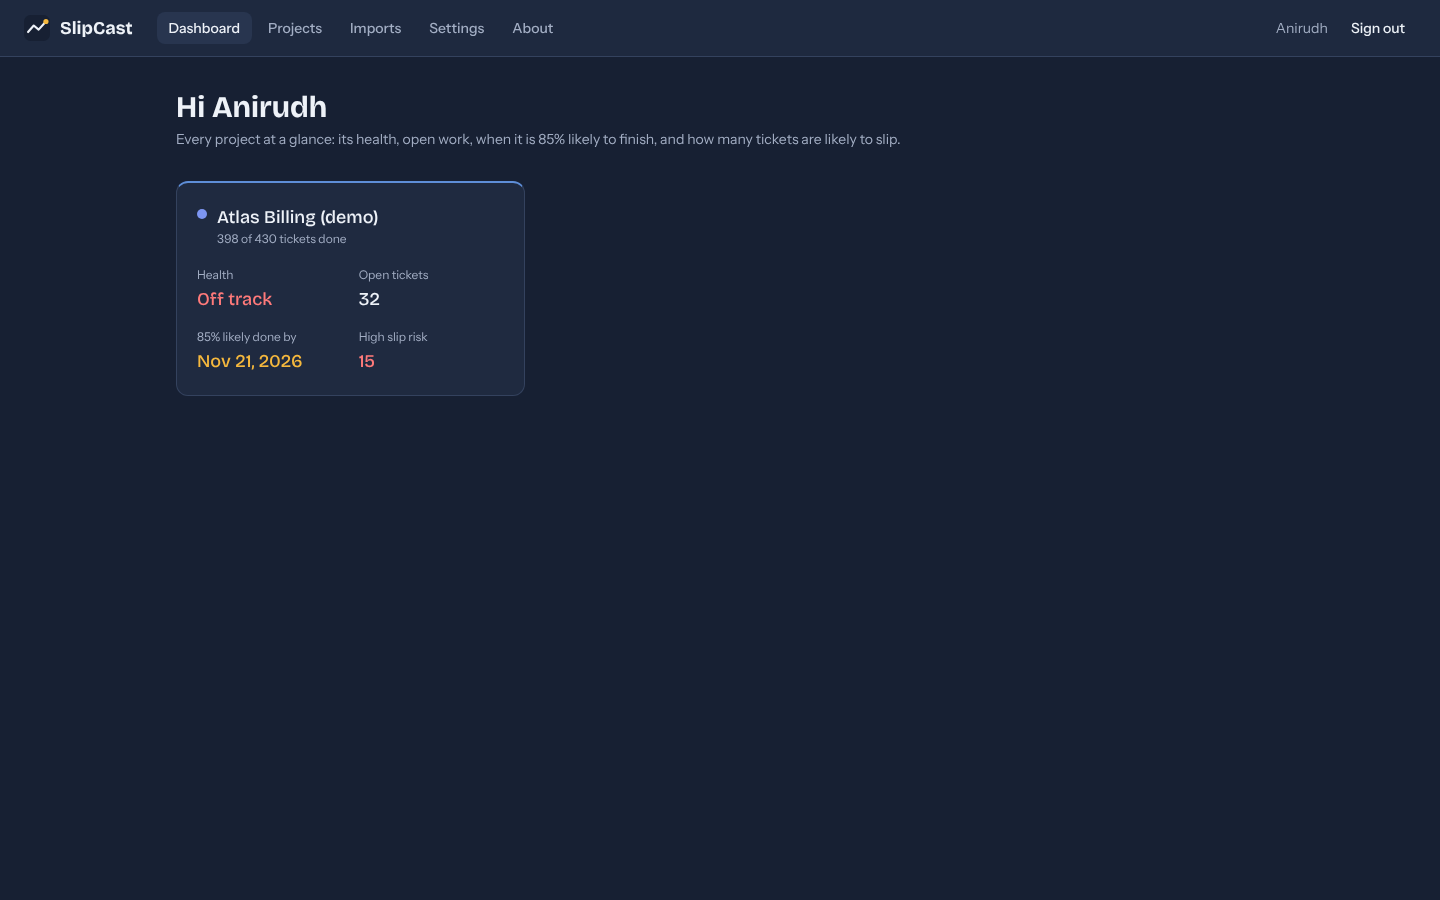 SlipCast Dashboard Projects Imports Settings About Anirudh Sign out
Hi Anirudh
Every project at a glance: its health, open work, when it is 85% likely to finish, and how many tickets are likely to slip.
Atlas Billing (demo)
398 of 430 tickets done
Health Open tickets
Off track 32
85% likely done by High slip risk
Nov 21, 2026 15